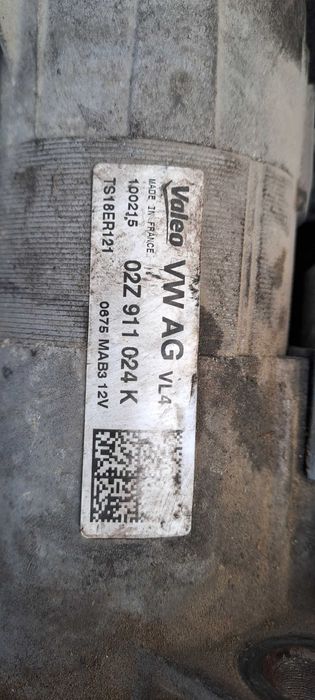 Valeo VW AG VL4
MADE IN FRANCE
100215 02Z 911 024 K
TS18ER121 0675 MAB3 12V